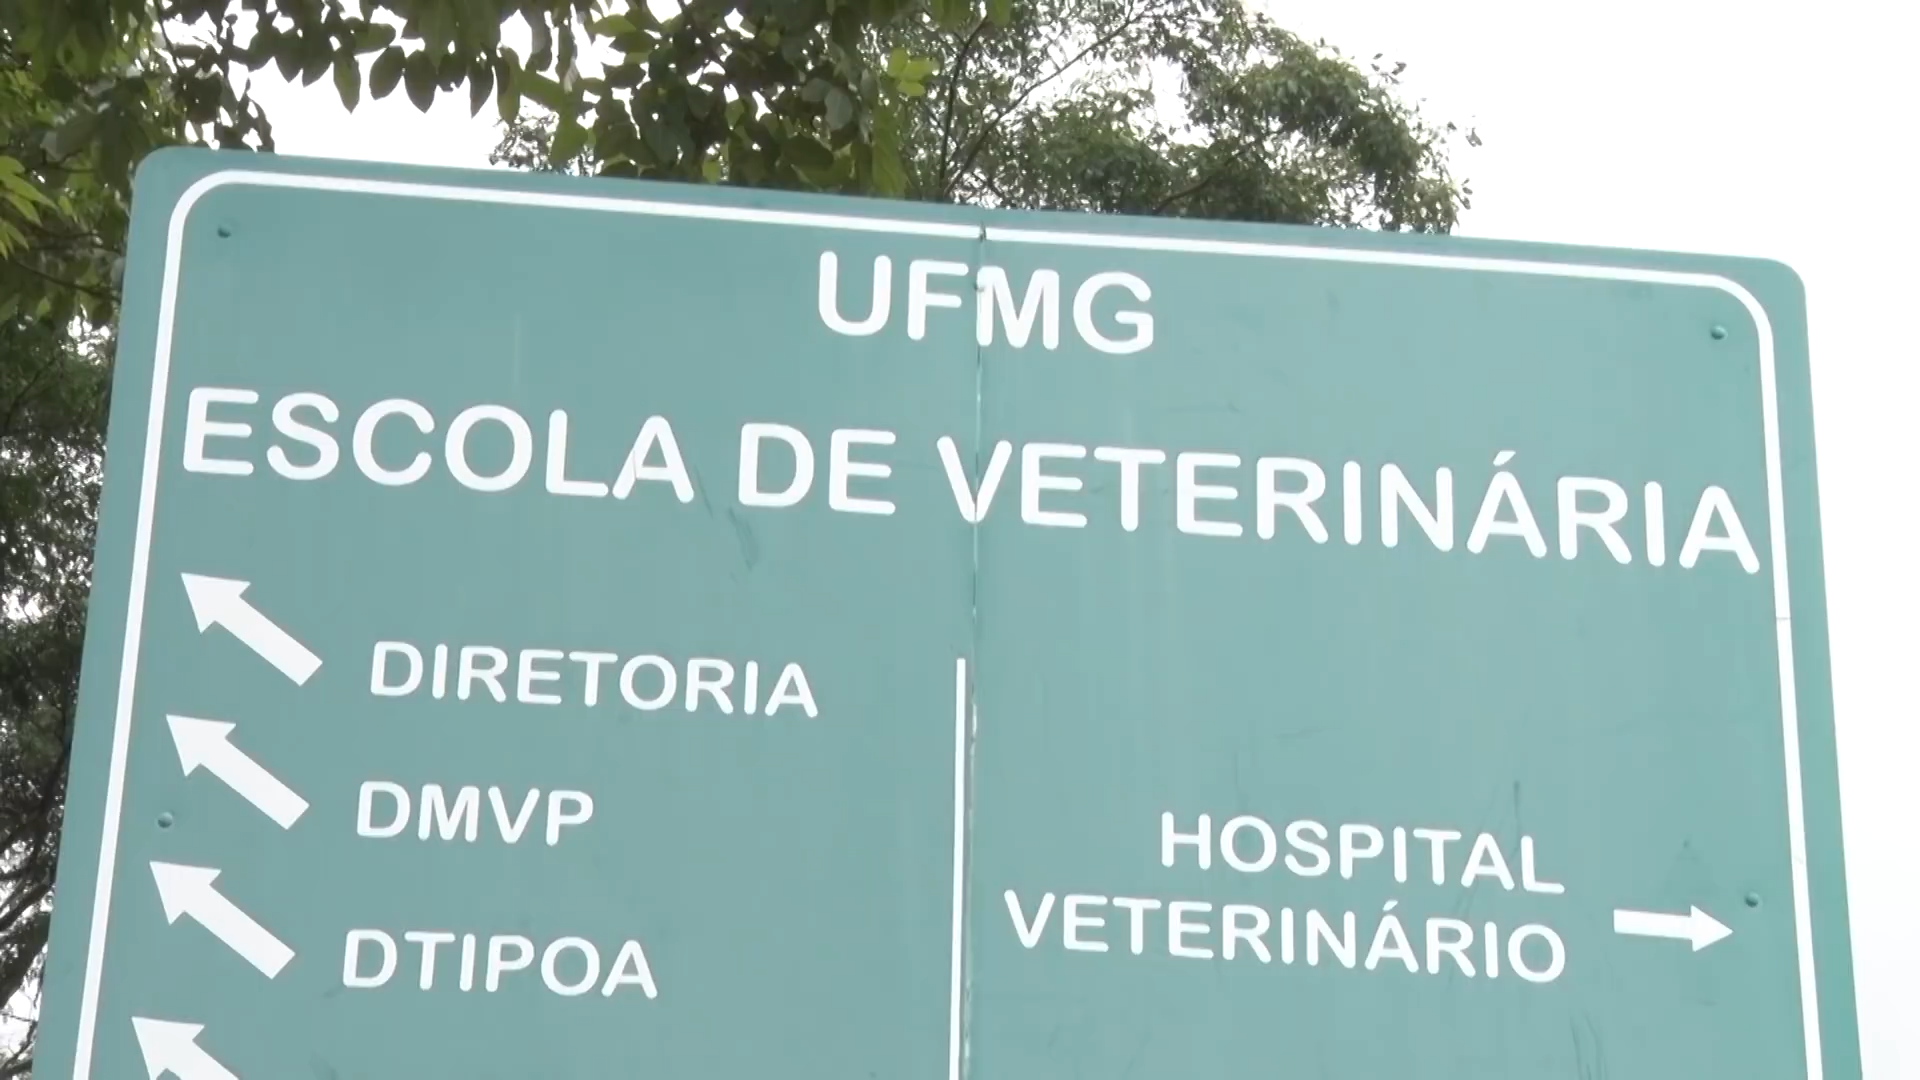 UFMG
ESCOLA DE VETERINÁRIA
DIRETORIA
DMVP
DTIPOA
HOSPITAL
VETERINÁRIO